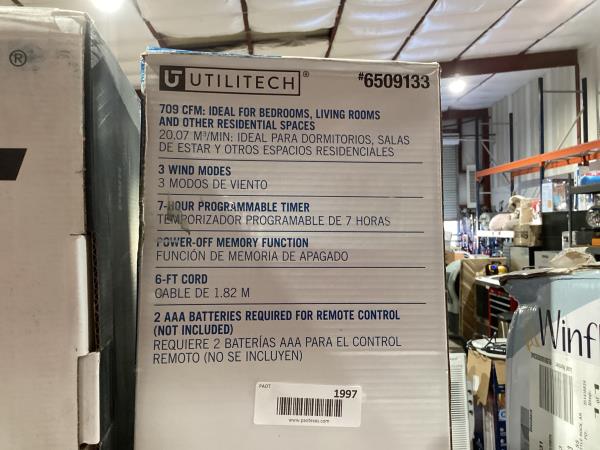 ®
UTILITECH®
#6509133
709 CFM: IDEAL FOR BEDROOMS, LIVING ROOMS
AND OTHER RESIDENTIAL SPACES
20.07 M³/MIN: IDEAL PARA DORMITORIOS, SALAS
DE ESTAR Y OTROS ESPACIOS RESIDENCIALES
3 WIND MODES
3 MODOS DE VIENTO
7-HOUR PROGRAMMABLE TIMER
TEMPORIZADOR PROGRAMABLE DE 7 HORAS
POWER-OFF MEMORY FUNCTION
FUNCIÓN DE MEMORIA DE APAGADO
6-FT CORD
CABLE DE 1.82 M
2 AAA BATTERIES REQUIRED FOR REMOTE CONTROL
(NOT INCLUDED)
REQUIERE 2 BATERÍAS AAA PARA EL CONTROL
REMOTO (NO SE INCLUYEN)
1997
Winf